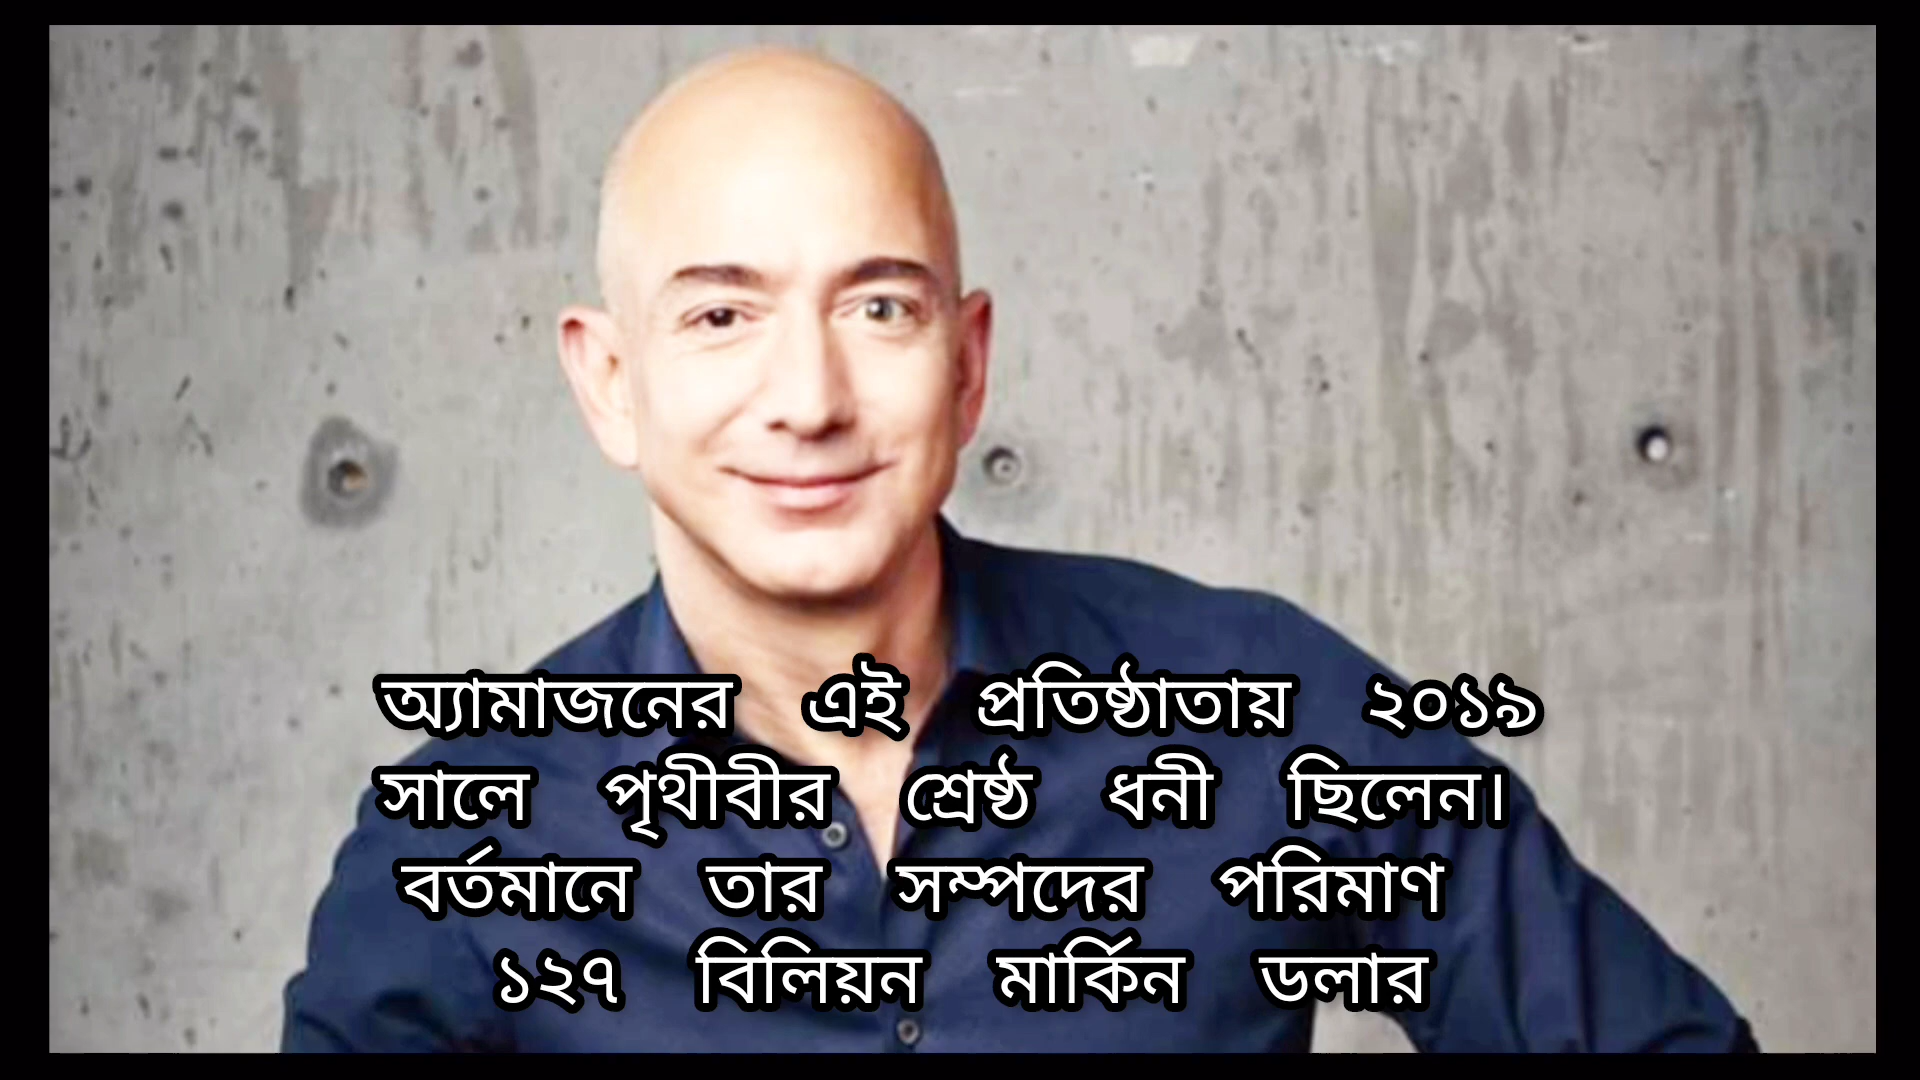 অ্যামাজনের এই প্রতিষ্ঠাতায় ২০১৯
সালে পৃথীবীর শ্রেষ্ঠ ধনী ছিলেন।
বর্তমানে তার সম্পদের পরিমাণ
১২৭ বিলিয়ন মার্কিন ডলার